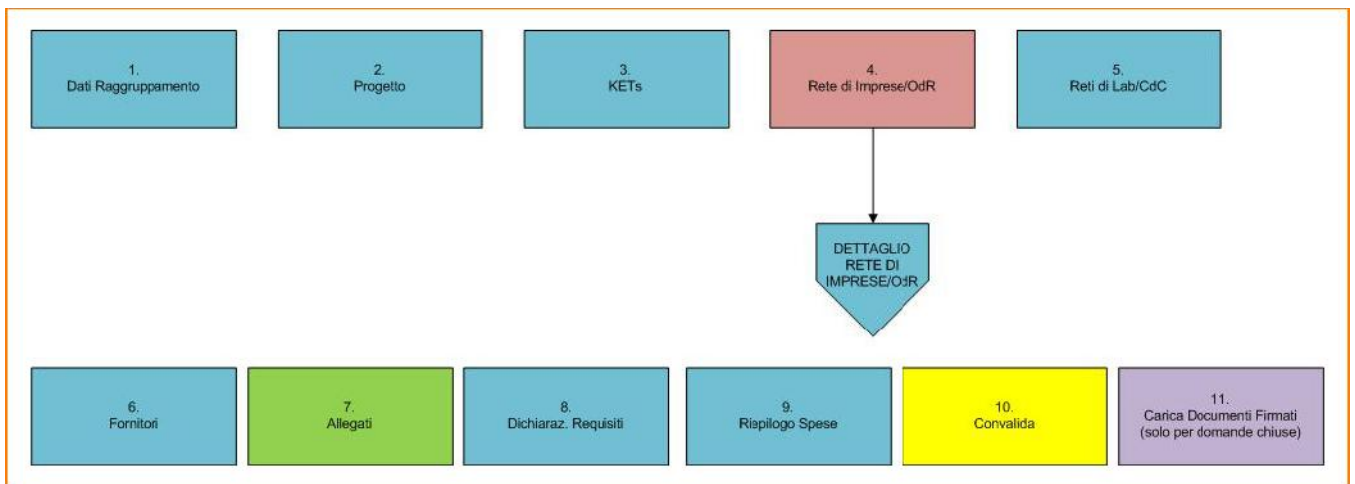 1.
Dati Raggruppamento
2.
Progetto
3.
KETs
4.
Rete di Imprese/OdR
5.
Reti di Lab/CdC
DETTAGLIO
RETE DI
IMPRESE/OdR
6.
Fornitori
7.
Allegati
8.
Dichiaraz. Requisiti
9.
Riepilogo Spese
10.
Convalida
11.
Carica Documenti Firmati
(solo per domande chiuse)